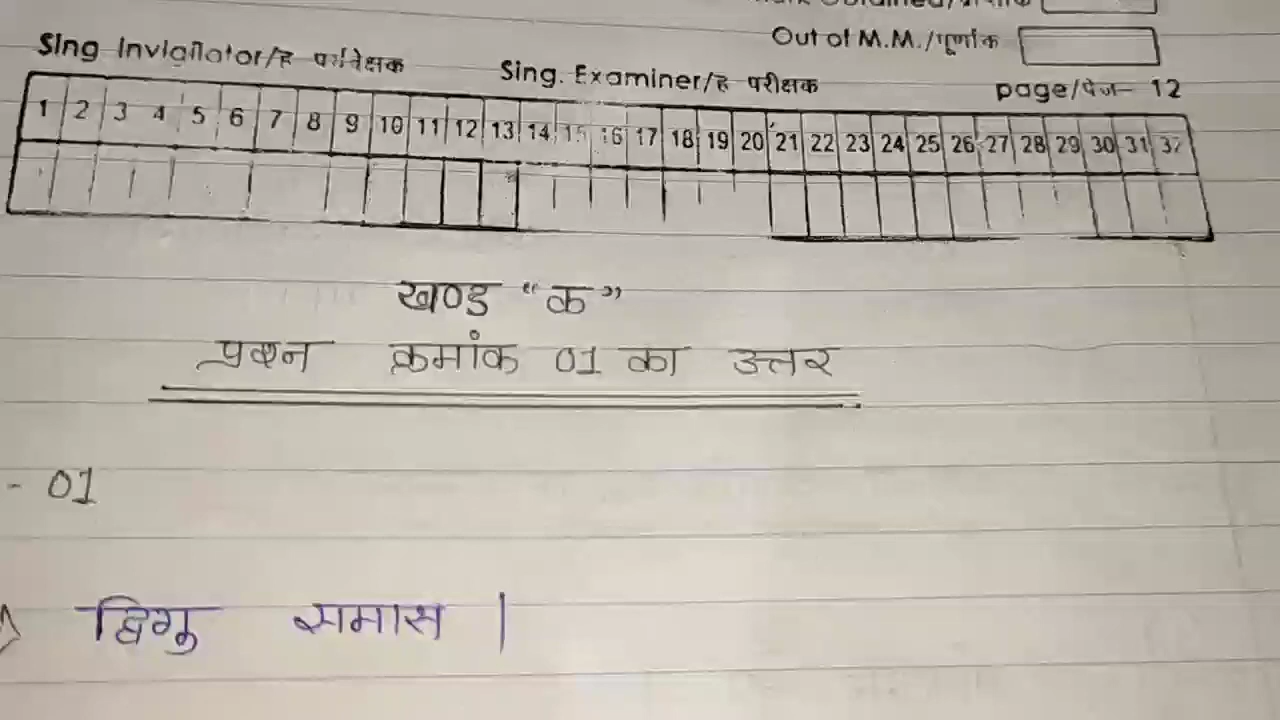 Out of M.M./पूर्णांक
Sing Invigilator/ह पर्यवेक्षक
Sing. Examiner/ह परीक्षक
page/पेज- 12
1 2 3 4 5 6 7 8 9 10 11 12 13 14 15 16 17 18 19 20 21 22 23 24 25 26 27 28 29 30 31 32
खण्ड "क"
प्रश्न क्रमांक 01 का उत्तर
- 01
द्विगु समास |